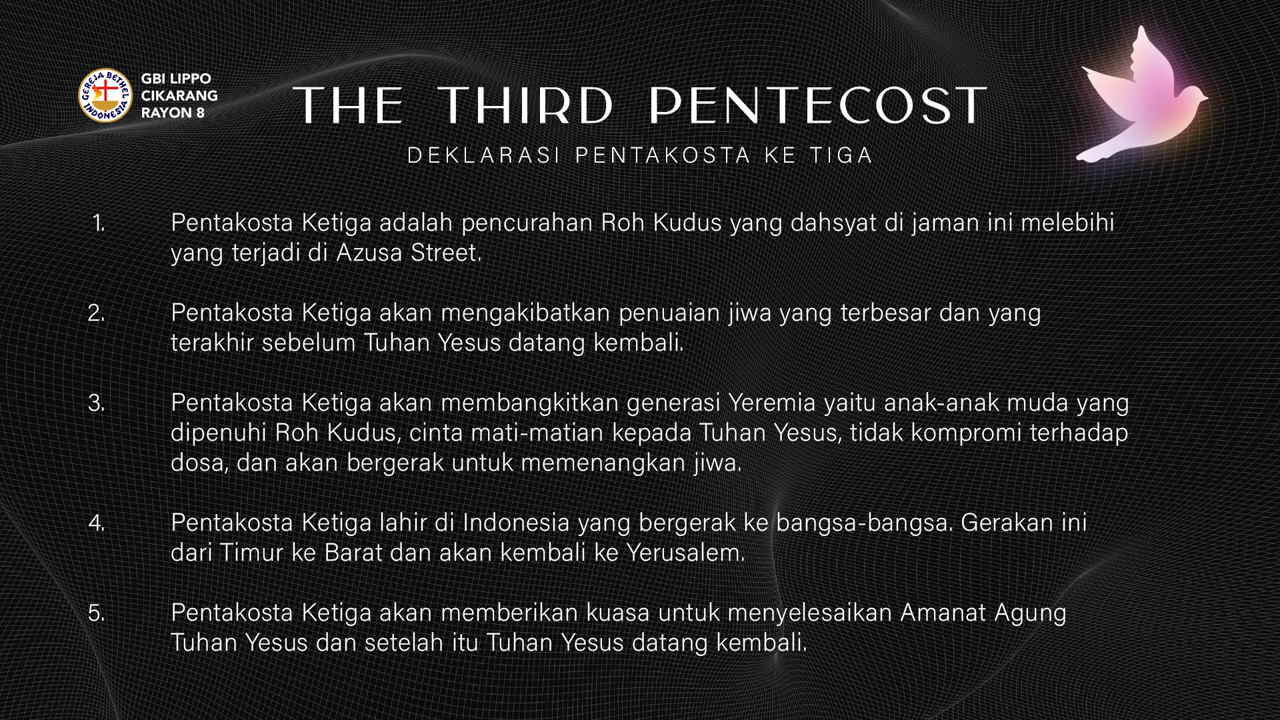 GEREJA BETHEL INDONESIA
GBI LIPPO
CIKARANG
RAYON 8
THE THIRD PENTECOST
DEKLARASI PENTAKOSTA KE TIGA
1. Pentakosta Ketiga adalah pencurahan Roh Kudus yang dahsyat di jaman ini melebihi
yang terjadi di Azusa Street.
2. Pentakosta Ketiga akan mengakibatkan penuaian jiwa yang terbesar dan yang
terakhir sebelum Tuhan Yesus datang kembali.
3. Pentakosta Ketiga akan membangkitkan generasi Yeremia yaitu anak-anak muda yang
dipenuhi Roh Kudus, cinta mati-matian kepada Tuhan Yesus, tidak kompromi terhadap
dosa, dan akan bergerak untuk memenangkan jiwa.
4. Pentakosta Ketiga lahir di Indonesia yang bergerak ke bangsa-bangsa. Gerakan ini
dari Timur ke Barat dan akan kembali ke Yerusalem.
5. Pentakosta Ketiga akan memberikan kuasa untuk menyelesaikan Amanat Agung
Tuhan Yesus dan setelah itu Tuhan Yesus datang kembali.